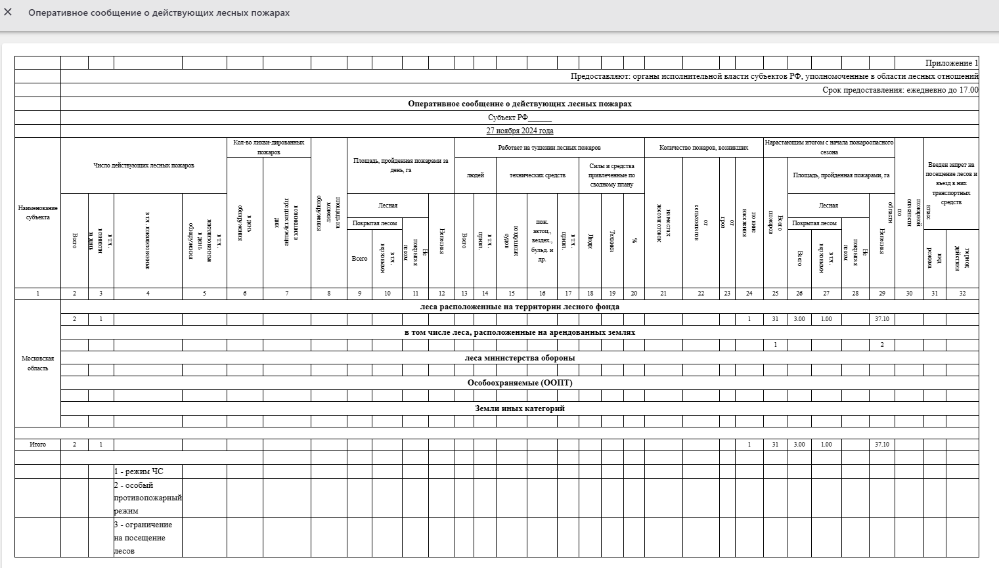 Оперативное сообщение о действующих лесных пожарах
Приложение 1
Предоставляют: органы исполнительной власти субъектов РФ, уполномоченные в области лесных отношений
Срок предоставления: ежедневно до 17.00
Оперативное сообщение о действующих лесных пожарах
Субъект РФ______
27 ноября 2024 года
Наименование
субъекта
Число действующих лесных пожаров
Всего
в т.ч.
возникли
за день
в т.ч. локализованные
в т.ч.
локализованные
в день
обнаружения
Кол-во ликви-дированных
пожаров
в день
обнаружения
возникших в
предшествующие
дни
площадь на
момент
обнаружения
Площадь, пройденная пожарами за
день, га
Лесная
Покрытая лесом
Всего
в т.ч.
верховыми
Не
покрытая
лесом
Нелесная
Работает на тушении лесных пожаров
людей
Всего
в т.ч.
привл.
технических средств
воздушных
судов
пож.
автоц.,
вездех.,
бульд. и
др.
в т.ч.
привл.
Силы и средства
привлеченные по
сводному плану
Люди
Техника
%
Количество пожаров, возникших
на местах
лесозаготовок
от
сельхозпалов
от
гроз
по вине
населения
Нарастающим итогом с начала пожароопасного
сезона
Всего
пожаров
Площадь, пройденная пожарами, га
Лесная
Покрытая лесом
Всего
в т.ч.
верховыми
Не
покрытая
лесом
Нелесная
класс
пожарной
опасности
по
области
Введен запрет на
посещение лесов и
въезд в них
транспортных
средств
вид
режима
период
действия
1 2 3 4 5 6 7 8 9 10 11 12 13 14 15 16 17 18 19 20 21 22 23 24 25 26 27 28 29 30 31 32
Московская
область
леса расположенные на территории лесного фонда
2 1 1 31 3.00 1.00 37.10
в том числе леса, расположенные на арендованных землях
1 2
леса министерства обороны
Особоохраняемые (ООПТ)
Земли иных категорий
Итого 2 1 1 31 3.00 1.00 37.10
1 - режим ЧС
2 - особый
противопожарный
режим
3 - ограничение
на посещение
лесов